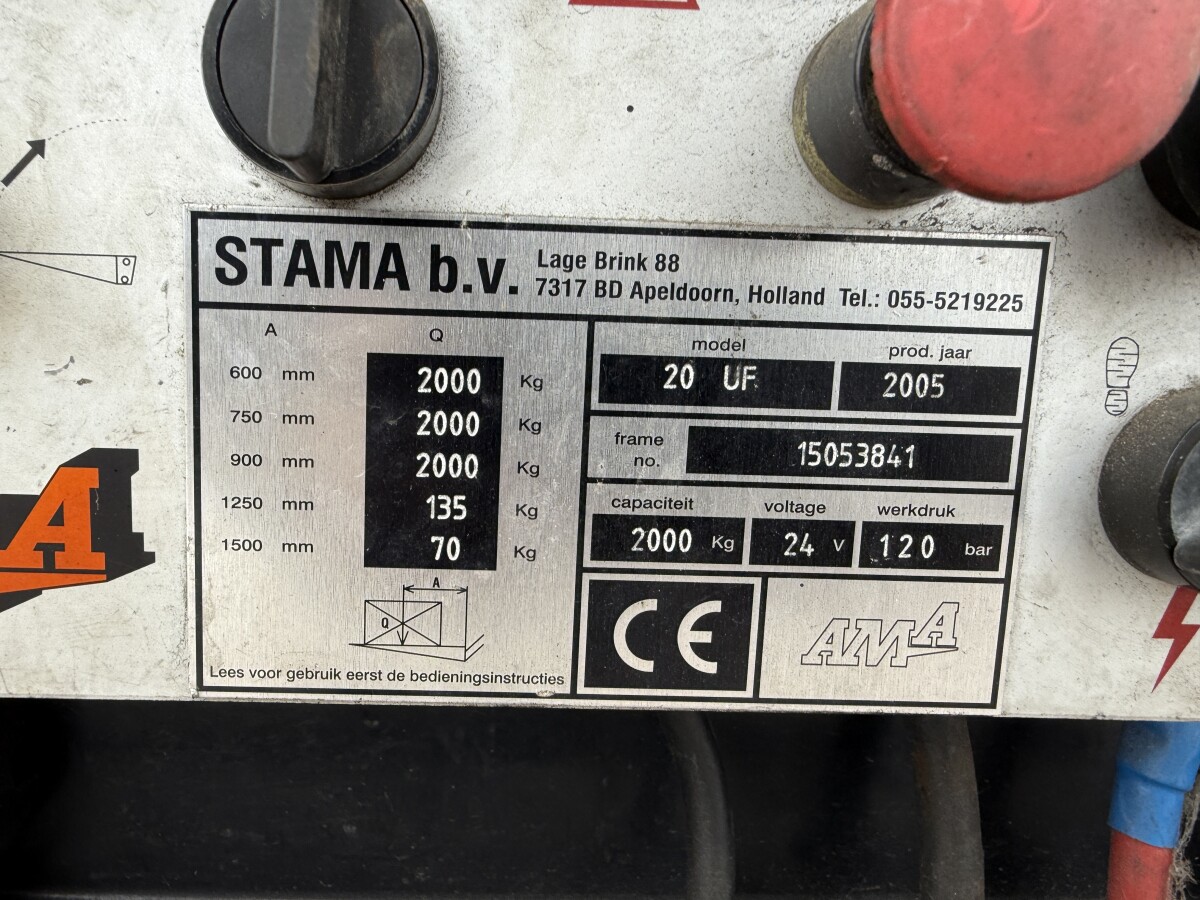 STAMA b.v.
Lage Brink 88
7317 BD Apeldoorn, Holland Tel.: 055-5219225
A Q
600 mm 2000 Kg
750 mm 2000 Kg
900 mm 2000 Kg
1250 mm 135 Kg
1500 mm 70 Kg
A
Q
Lees voor gebruik eerst de bedieningsinstructies
model prod. jaar
20 UF 2005
frame
no. 15053841
capaciteit voltage werkdruk
2000 Kg 24 V 120 bar
CE AMA
A